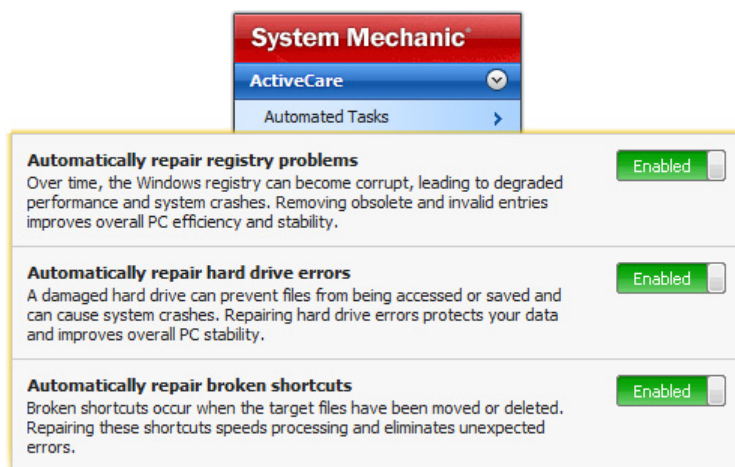 System Mechanic®
ActiveCare
Automated Tasks
Automatically repair registry problems
Enabled
Over time, the Windows registry can become corrupt, leading to degraded
performance and system crashes. Removing obsolete and invalid entries
improves overall PC efficiency and stability.
Automatically repair hard drive errors
Enabled
A damaged hard drive can prevent files from being accessed or saved and
can cause system crashes. Repairing hard drive errors protects your data
and improves overall PC stability.
Automatically repair broken shortcuts
Enabled
Broken shortcuts occur when the target files have been moved or deleted.
Repairing these shortcuts speeds processing and eliminates unexpected
errors.